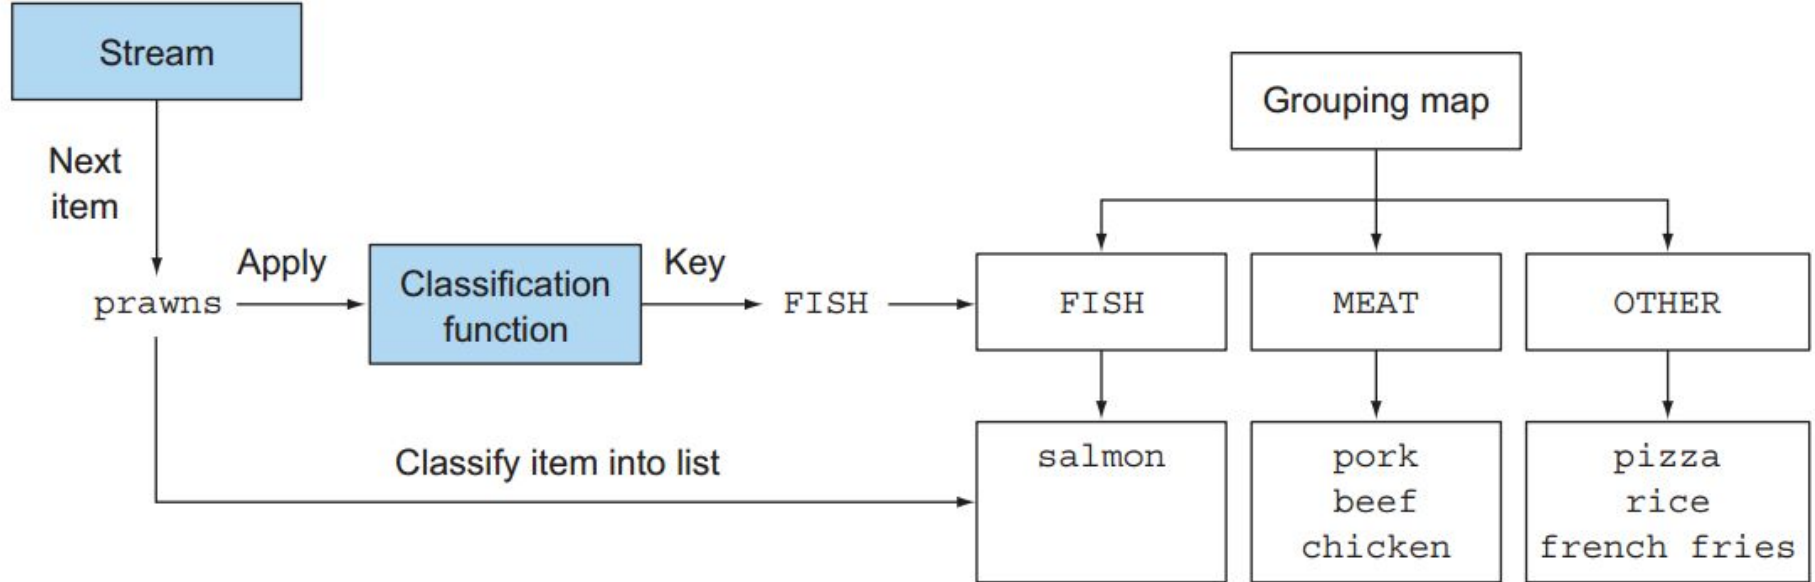 Stream
Grouping map
Next
item
Apply
Key
Classification
function
prawns
FISH
FISH
MEAT
OTHER
Classify item into list
salmon
pork
beef
chicken
pizza
rice
french fries